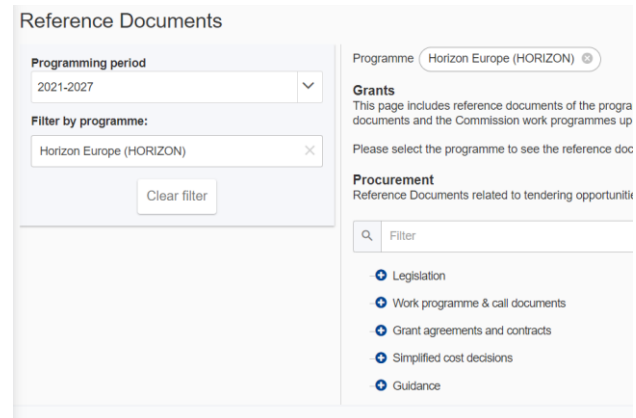 Reference Documents
Programming period
2021-2027
Filter by programme:
Horizon Europe (HORIZON)
Clear filter
Programme Horizon Europe (HORIZON)
Grants
This page includes reference documents of the progra
documents and the Commission work programmes up
Please select the programme to see the reference doc
Procurement
Reference Documents related to tendering opportunitie
Filter
Legislation
Work programme & call documents
Grant agreements and contracts
Simplified cost decisions
Guidance